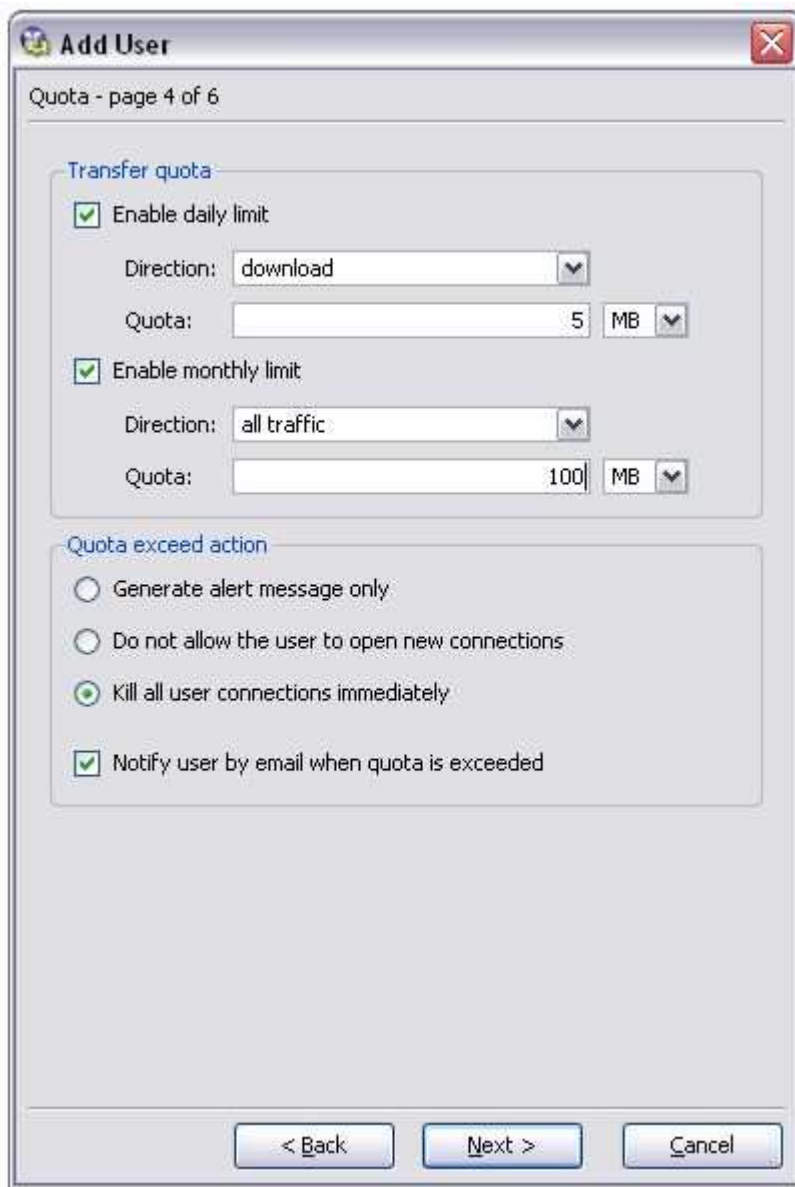 Add User
Quota - page 4 of 6
Transfer quota
Enable daily limit
Direction: download
Quota: 5 MB
Enable monthly limit
Direction: all traffic
Quota: 100 MB
Quota exceed action
Generate alert message only
Do not allow the user to open new connections
Kill all user connections immediately
Notify user by email when quota is exceeded
< Back Next > Cancel